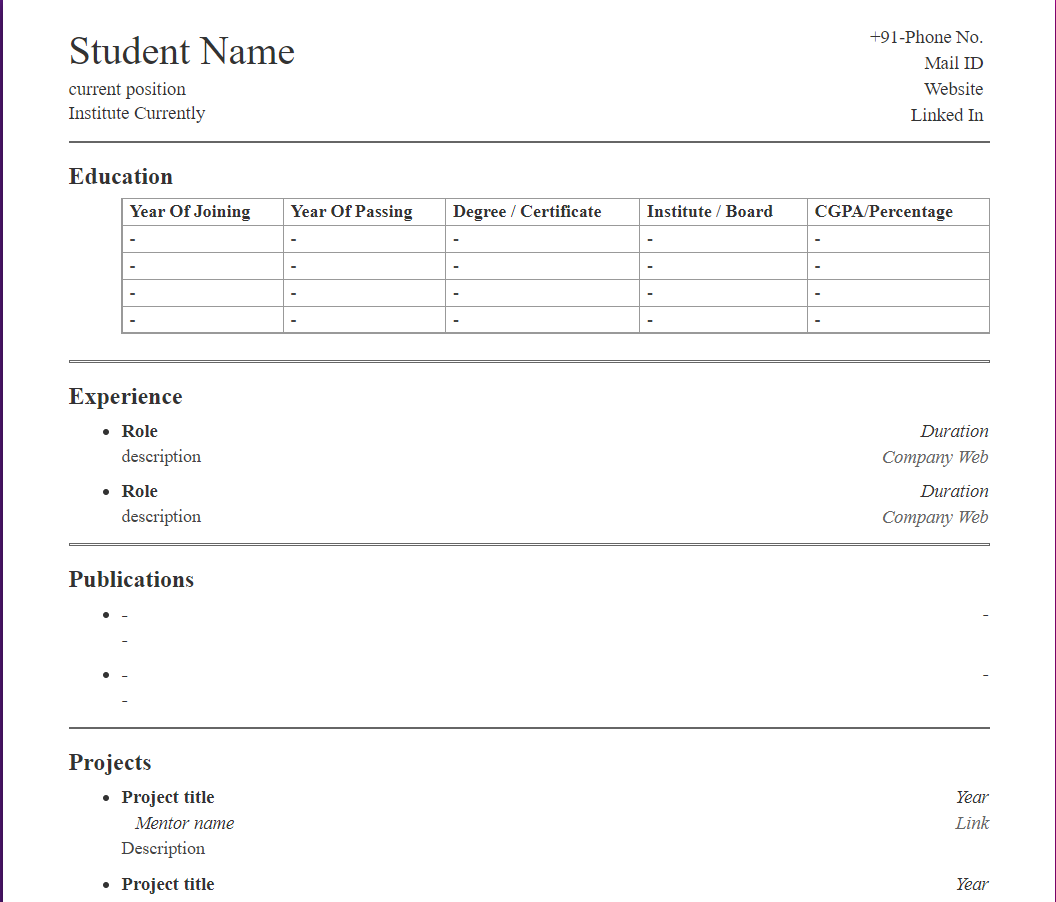 Student Name
current position
Institute Currently
+91-Phone No.
Mail ID
Website
Linked In
Education
Year Of Joining Year Of Passing Degree / Certificate Institute / Board CGPA/Percentage
- - - - -
- - - - -
- - - - -
- - - - -
Experience
Role Duration
description Company Web
Role Duration
description Company Web
Publications
- -
-
- -
-
Projects
Project title Year
Mentor name Link
Description
Project title Year